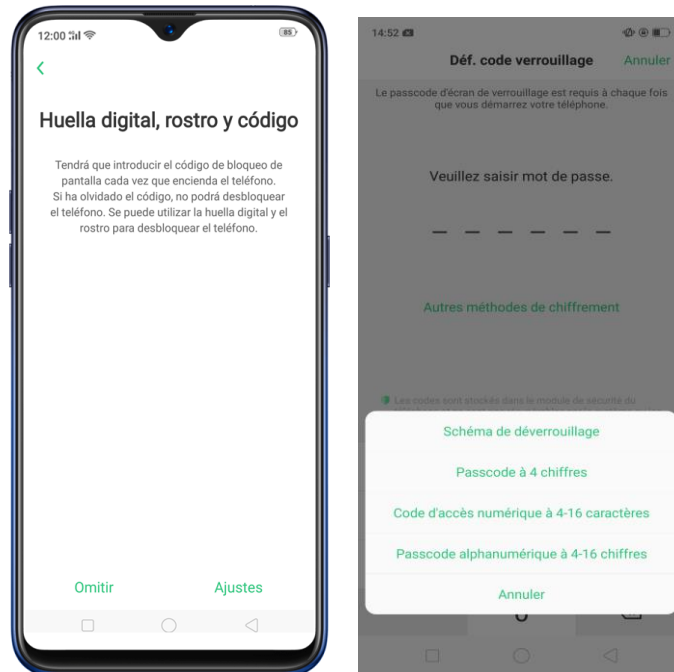 12:00
85
Huella digital, rostro y código
Tendrá que introducir el código de bloqueo de
pantalla cada vez que encienda el teléfono.
Si ha olvidado el código, no podrá desbloquear
el teléfono. Se puede utilizar la huella digital y el
rostro para desbloquear el teléfono.
Omitir
Ajustes
14:52
Déf. code verrouillage
Annuler
Le passcode d'écran de verrouillage est requis à chaque fois
que vous démarrez votre téléphone.
Veuillez saisir mot de passe.
Autres méthodes de chiffrement
Les codes sont stockés dans le module de sécurité du
Schéma de déverrouillage
Passcode à 4 chiffres
Code d'accès numérique à 4-16 caractères
Passcode alphanumérique à 4-16 chiffres
Annuler